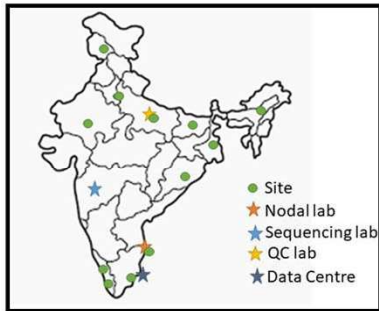 Site
Nodal lab
Sequencing lab
QC lab
Data Centre